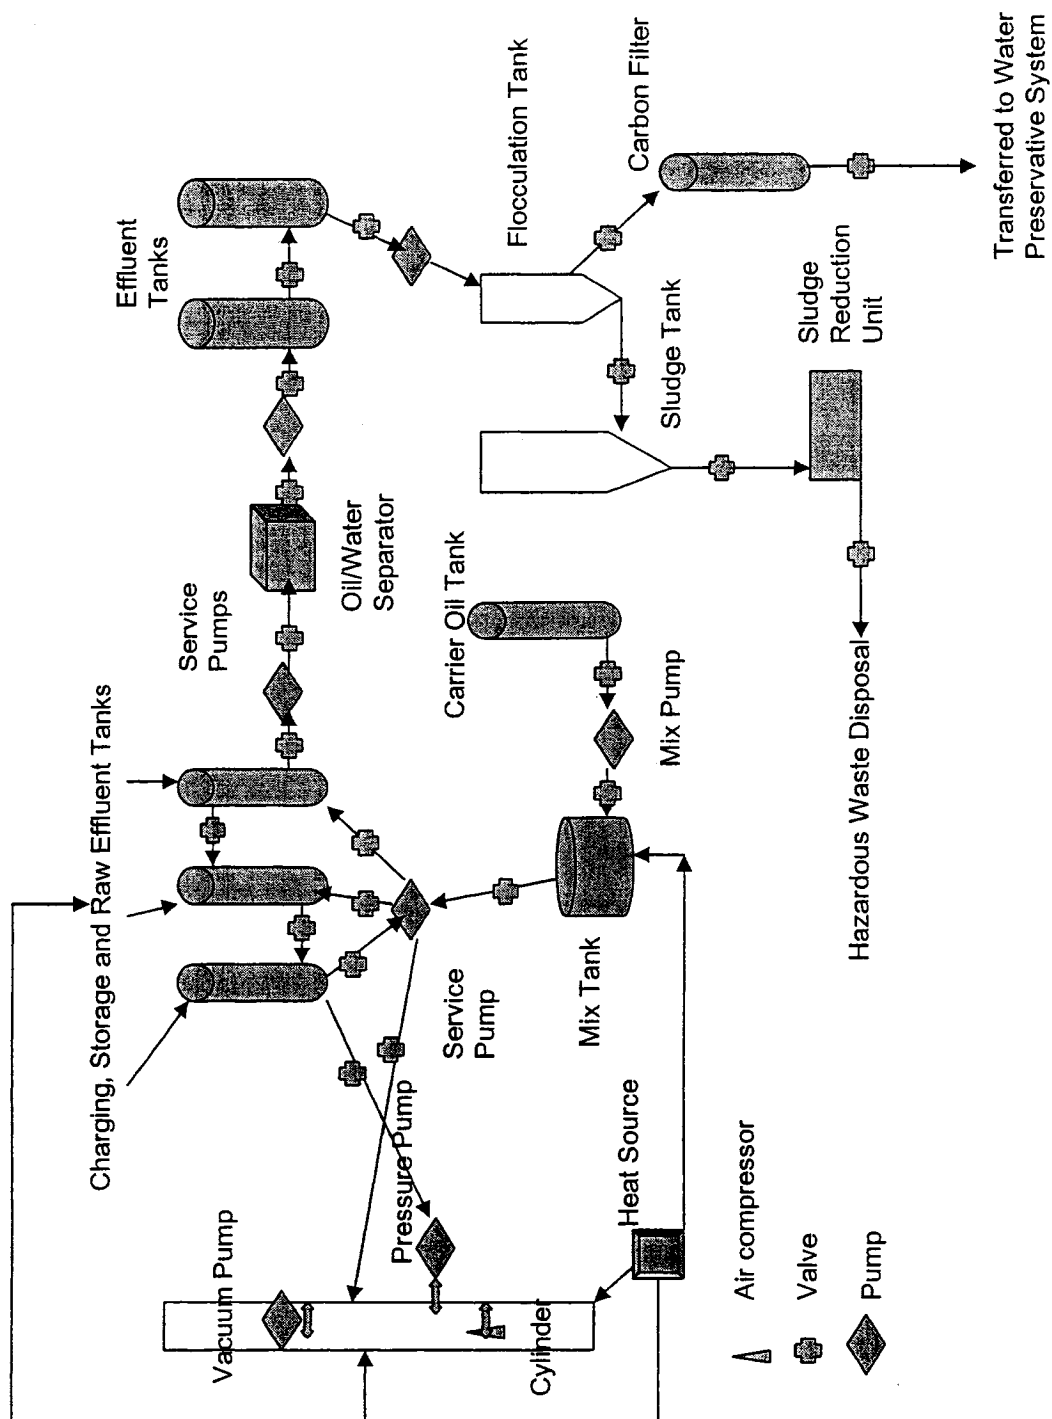 Charging, Storage and Raw Effluent Tanks
Service
Pumps
Effluent
Tanks
Oil/Water
Separator
Flocculation Tank
Carbon Filter
Vacuum Pump
Pressure Pump
Service
Pump
Carrier Oil Tank
Sludge Tank
Cylinder
Heat Source
Mix Tank
Mix Pump
Sludge
Reduction
Unit
Air compressor
Valve
Pump
Hazardous Waste Disposal
Transferred to Water
Preservative System